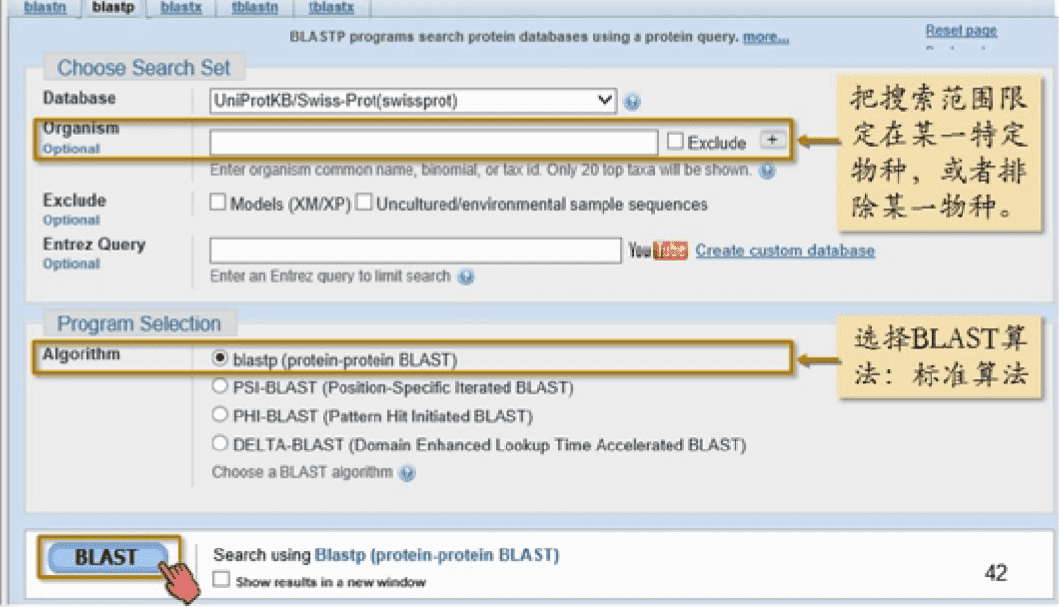 blastn blastp blastx tblastn tblastx
BLASTP programs search protein databases using a protein query. more...
Reset page
Choose Search Set
Database
UniProtKB/Swiss-Prot(swissprot)
Organism
Optional
Exclude +
Enter organism common name, binomial, or tax id. Only 20 top taxa will be shown.
把搜索范围限
定在某一特定
物种，或者排
除某一物种。
Exclude
Optional
Models (XM/XP) Uncultured/environmental sample sequences
Entrez Query
Optional
YouTube Create custom database
Enter an Entrez query to limit search
Program Selection
Algorithm
blastp (protein-protein BLAST)
PSI-BLAST (Position-Specific Iterated BLAST)
PHI-BLAST (Pattern Hit Initiated BLAST)
DELTA-BLAST (Domain Enhanced Lookup Time Accelerated BLAST)
Choose a BLAST algorithm
选择BLAST算
法：标准算法
BLAST
Search using Blastp (protein-protein BLAST)
Show results in a new window
42